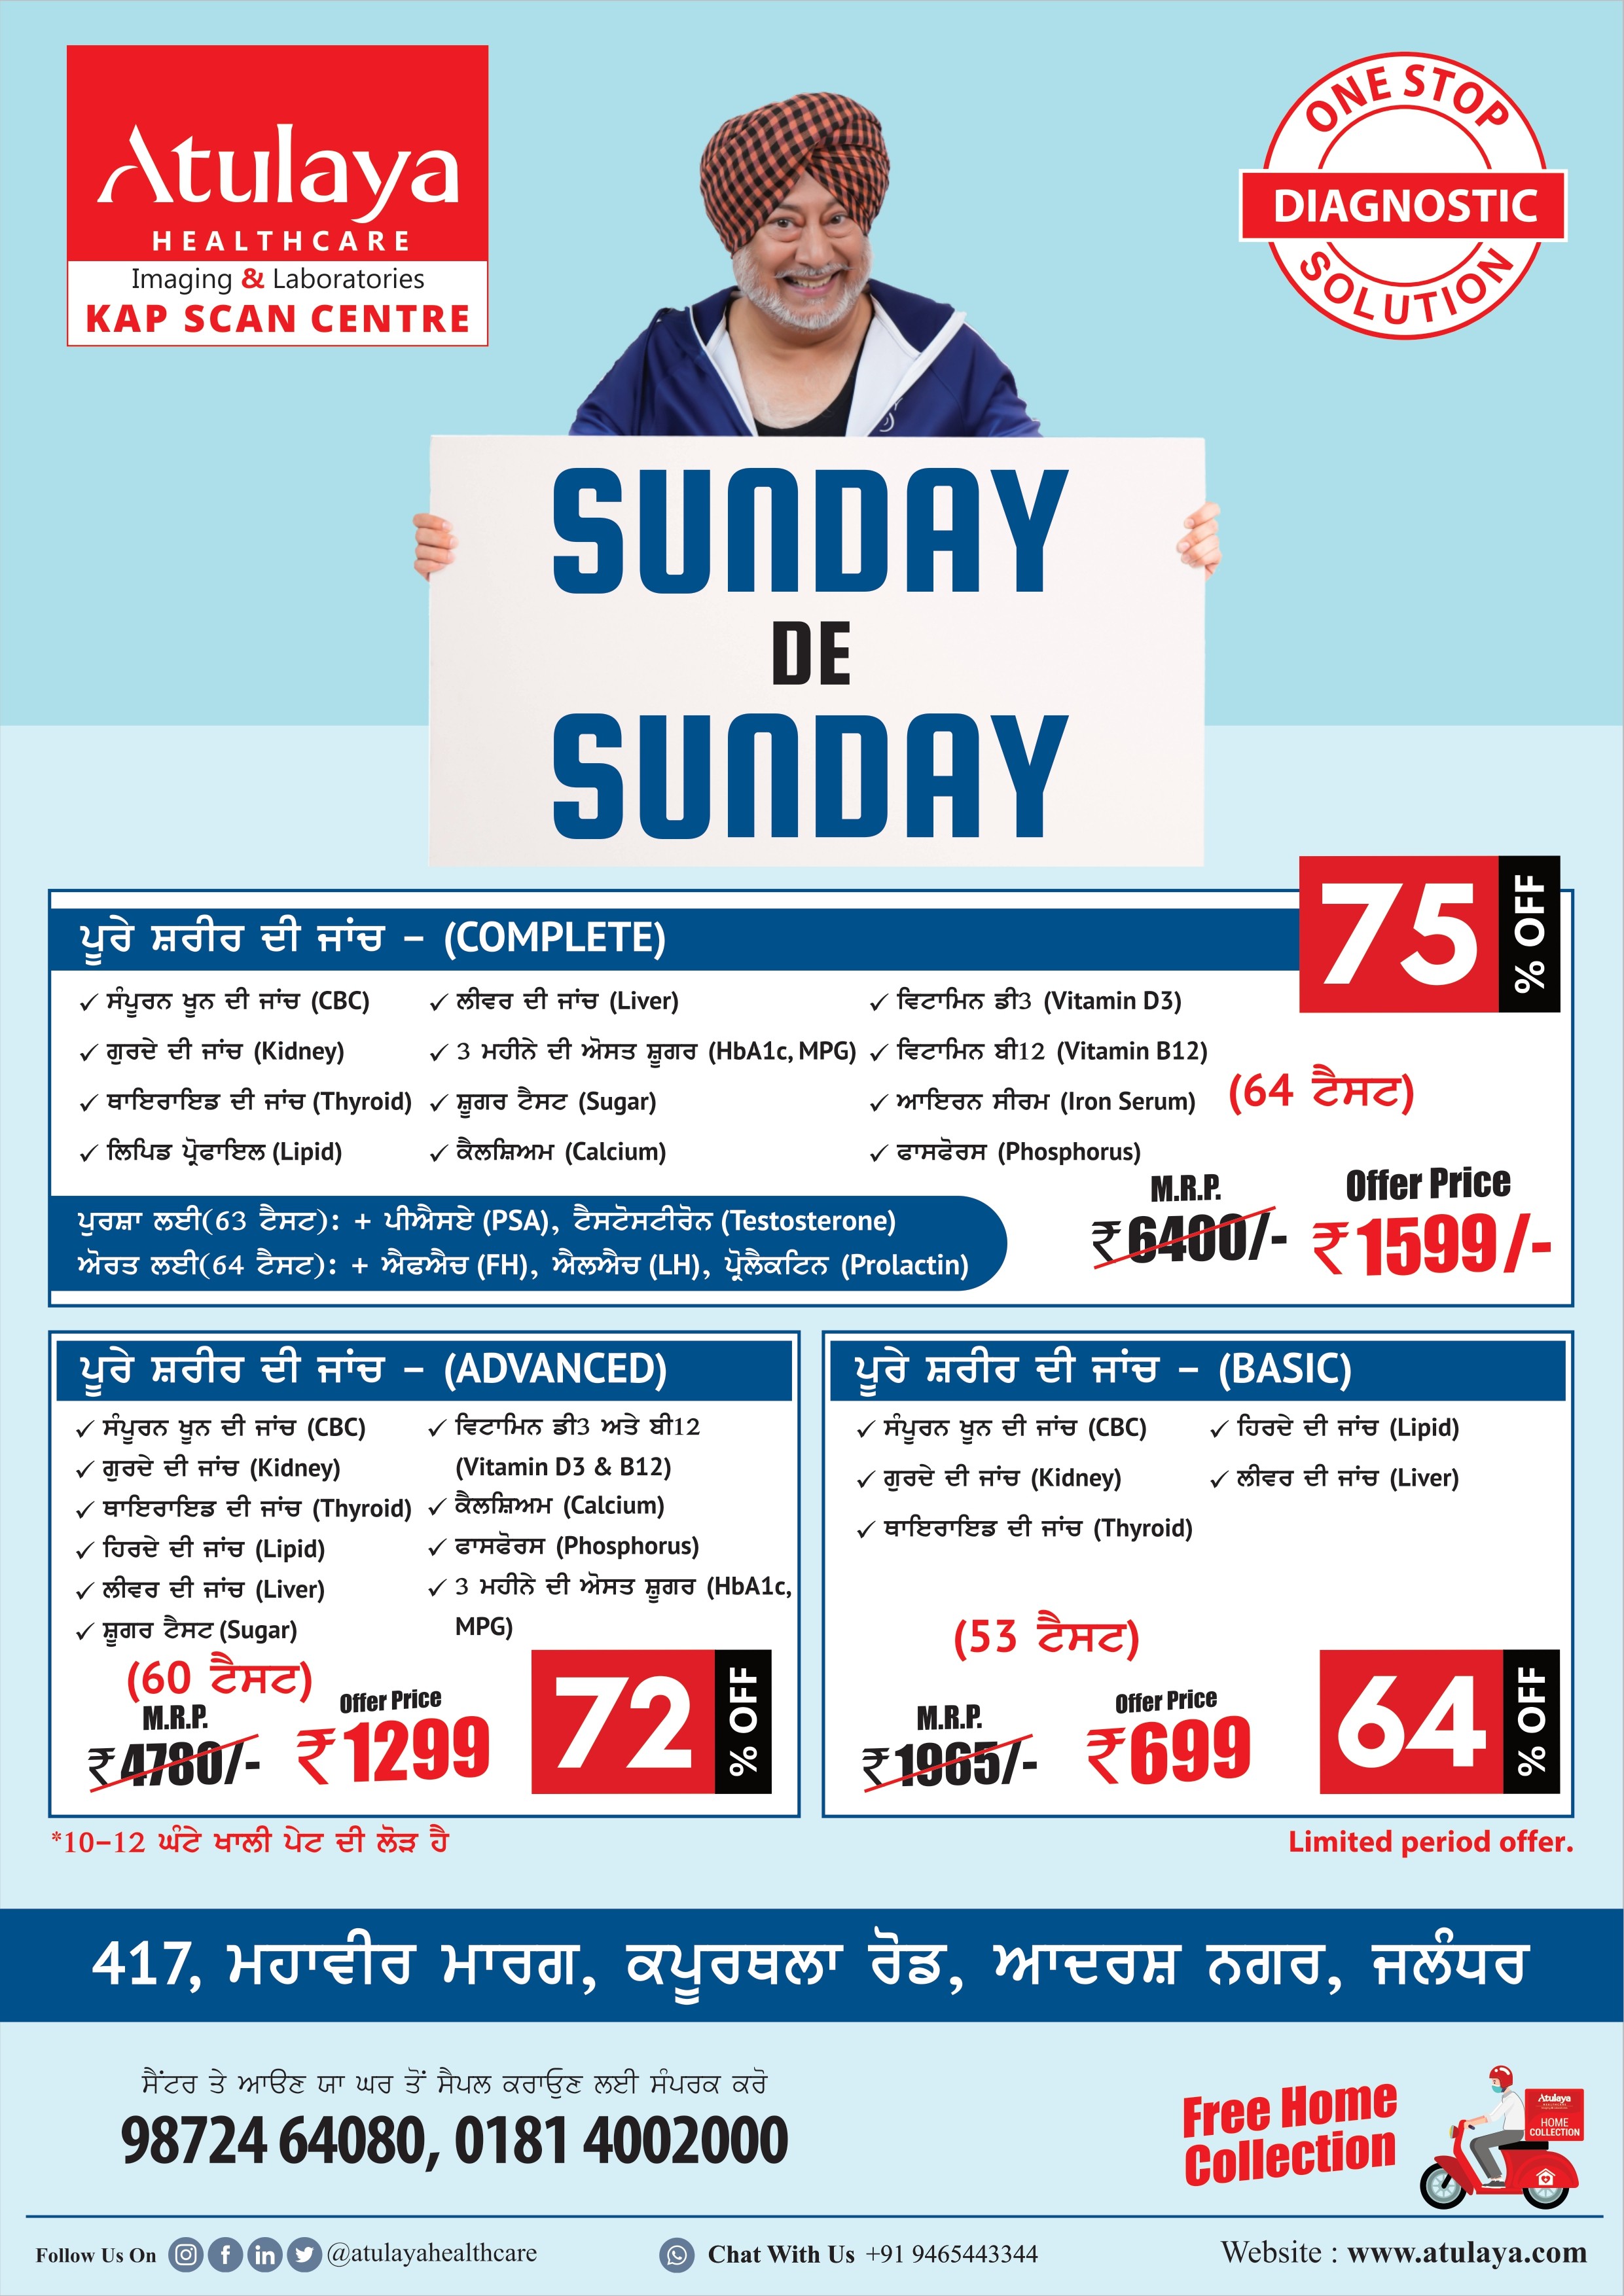 Atulaya
HEALTHCARE
Imaging & Laboratories
KAP SCAN CENTRE
ONE STOP
DIAGNOSTIC
SOLUTION
SUNDAY
DE
SUNDAY
75 % OFF
ਪੂਰੇ ਸ਼ਰੀਰ ਦੀ ਜਾਂਚ – (COMPLETE)
✓ ਸੰਪੂਰਨ ਖੂਨ ਦੀ ਜਾਂਚ (CBC)
✓ ਗੁਰਦੇ ਦੀ ਜਾਂਚ (Kidney)
✓ ਥਾਇਰਾਇਡ ਦੀ ਜਾਂਚ (Thyroid)
✓ ਲਿਪਿਡ ਪ੍ਰੋਫਾਇਲ (Lipid)
✓ ਲੀਵਰ ਦੀ ਜਾਂਚ (Liver)
✓ 3 ਮਹੀਨੇ ਦੀ ਔਸਤ ਸ਼ੂਗਰ (HbA1c, MPG)
✓ ਸ਼ੂਗਰ ਟੈਸਟ (Sugar)
✓ ਕੈਲਸ਼ਿਅਮ (Calcium)
✓ ਵਿਟਾਮਿਨ ਡੀ3 (Vitamin D3)
✓ ਵਿਟਾਮਿਨ ਬੀ12 (Vitamin B12)
✓ ਆਇਰਨ ਸੀਰਮ (Iron Serum)
✓ ਫਾਸਫੋਰਸ (Phosphorus)
(64 ਟੈਸਟ)
ਪੁਰਸ਼ਾ ਲਈ(63 ਟੈਸਟ): + ਪੀਐਸਏ (PSA), ਟੈਸਟੋਸਟੀਰੋਨ (Testosterone)
ਔਰਤ ਲਈ(64 ਟੈਸਟ): + ਐਫਐਚ (FH), ਐਲਐਚ (LH), ਪ੍ਰੋਲੈਕਟਿਨ (Prolactin)
M.R.P.
₹6400/-
Offer Price
₹1599/-
ਪੂਰੇ ਸ਼ਰੀਰ ਦੀ ਜਾਂਚ – (ADVANCED)
✓ ਸੰਪੂਰਨ ਖੂਨ ਦੀ ਜਾਂਚ (CBC)
✓ ਗੁਰਦੇ ਦੀ ਜਾਂਚ (Kidney)
✓ ਥਾਇਰਾਇਡ ਦੀ ਜਾਂਚ (Thyroid)
✓ ਹਿਰਦੇ ਦੀ ਜਾਂਚ (Lipid)
✓ ਲੀਵਰ ਦੀ ਜਾਂਚ (Liver)
✓ ਸ਼ੂਗਰ ਟੈਸਟ (Sugar)
✓ ਵਿਟਾਮਿਨ ਡੀ3 ਅਤੇ ਬੀ12
(Vitamin D3 & B12)
✓ ਕੈਲਸ਼ਿਅਮ (Calcium)
✓ ਫਾਸਫੋਰਸ (Phosphorus)
✓ 3 ਮਹੀਨੇ ਦੀ ਔਸਤ ਸ਼ੂਗਰ (HbA1c,
MPG)
(60 ਟੈਸਟ)
M.R.P.
₹4780/-
Offer Price
₹1299
72 % OFF
ਪੂਰੇ ਸ਼ਰੀਰ ਦੀ ਜਾਂਚ – (BASIC)
✓ ਸੰਪੂਰਨ ਖੂਨ ਦੀ ਜਾਂਚ (CBC)
✓ ਗੁਰਦੇ ਦੀ ਜਾਂਚ (Kidney)
✓ ਥਾਇਰਾਇਡ ਦੀ ਜਾਂਚ (Thyroid)
✓ ਹਿਰਦੇ ਦੀ ਜਾਂਚ (Lipid)
✓ ਲੀਵਰ ਦੀ ਜਾਂਚ (Liver)
(53 ਟੈਸਟ)
M.R.P.
₹1965/-
Offer Price
₹699
64 % OFF
*10–12 ਘੰਟੇ ਖਾਲੀ ਪੇਟ ਦੀ ਲੋੜ ਹੈ
Limited period offer.
417, ਮਹਾਵੀਰ ਮਾਰਗ, ਕਪੂਰਥਲਾ ਰੋਡ, ਆਦਰਸ਼ ਨਗਰ, ਜਲੰਧਰ
ਸੈਂਟਰ ਤੇ ਆਉਣ ਯਾ ਘਰ ਤੋਂ ਸੈਪਲ ਕਰਾਉਣ ਲਈ ਸੰਪਰਕ ਕਰੋ
98724 64080, 0181 4002000
Free Home
Collection
Atulaya
HEALTHCARE
HOME
COLLECTION
Follow Us On @atulayahealthcare
Chat With Us +91 9465443344
Website : www.atulaya.com